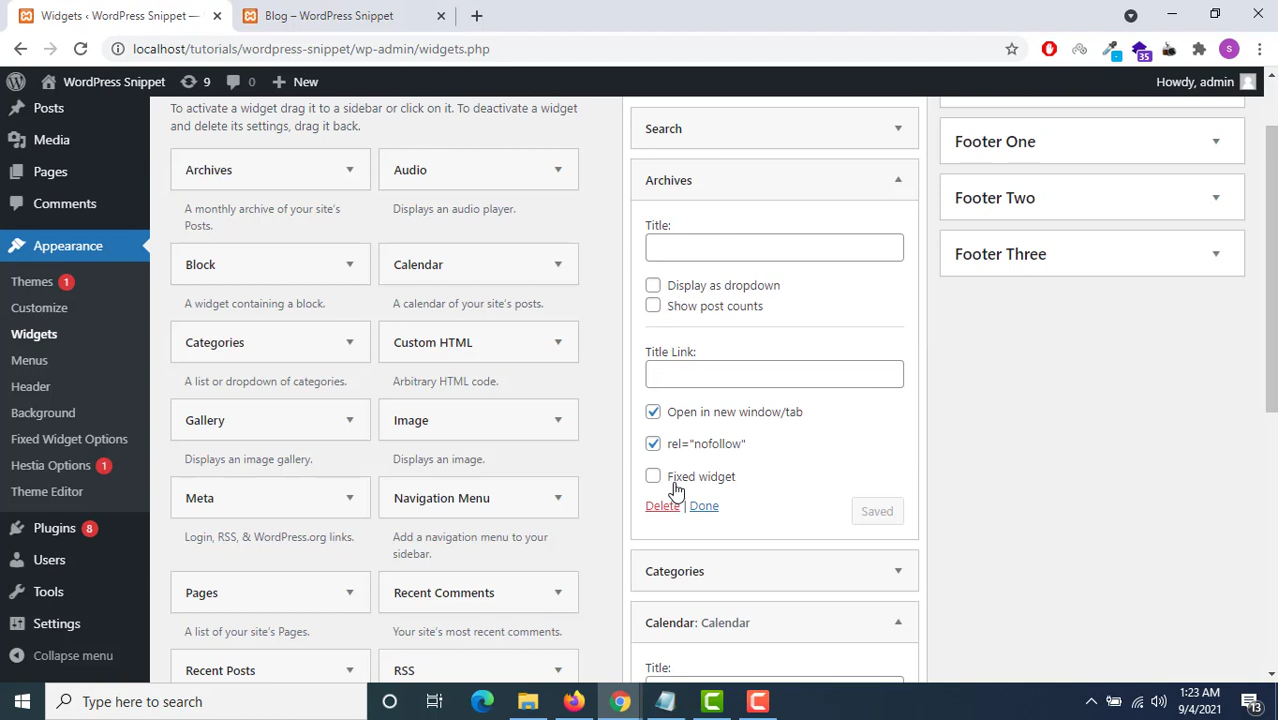 Widgets ‹ WordPress Snippet —
Blog – WordPress Snippet
localhost/tutorials/wordpress-snippet/wp-admin/widgets.php
35
S
WordPress Snippet
9
0
New
Howdy, admin
Posts
Media
Pages
Comments
Appearance
Themes 1
Customize
Widgets
Menus
Header
Background
Fixed Widget Options
Hestia Options 1
Theme Editor
Plugins 8
Users
Tools
Settings
Collapse menu
To activate a widget drag it to a sidebar or click on it. To deactivate a widget
and delete its settings, drag it back.
Archives
A monthly archive of your site's
Posts.
Audio
Displays an audio player.
Block
A widget containing a block.
Calendar
A calendar of your site's posts.
Categories
A list or dropdown of categories.
Custom HTML
Arbitrary HTML code.
Gallery
Displays an image gallery.
Image
Displays an image.
Meta
Login, RSS, & WordPress.org links.
Navigation Menu
Add a navigation menu to your
sidebar.
Pages
A list of your site's Pages.
Recent Comments
Your site's most recent comments.
Recent Posts
RSS
Search
Archives
Title:
Display as dropdown
Show post counts
Title Link:
Open in new window/tab
rel="nofollow"
Fixed widget
Delete | Done
Saved
Categories
Calendar: Calendar
Title:
Footer One
Footer Two
Footer Three
Type here to search
1:23 AM
9/4/2021
13